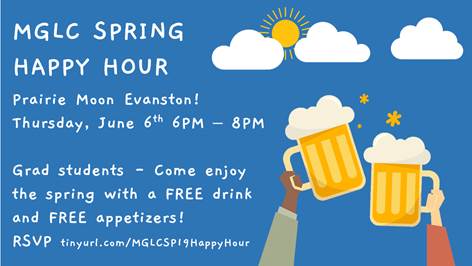 MGLC SPRING
HAPPY HOUR
Prairie Moon Evanston!
Thursday, June 6th 6PM – 8PM
Grad students - Come enjoy
the spring with a FREE drink
and FREE appetizers!
RSVP tinyurl.com/MGLCSP19HappyHour